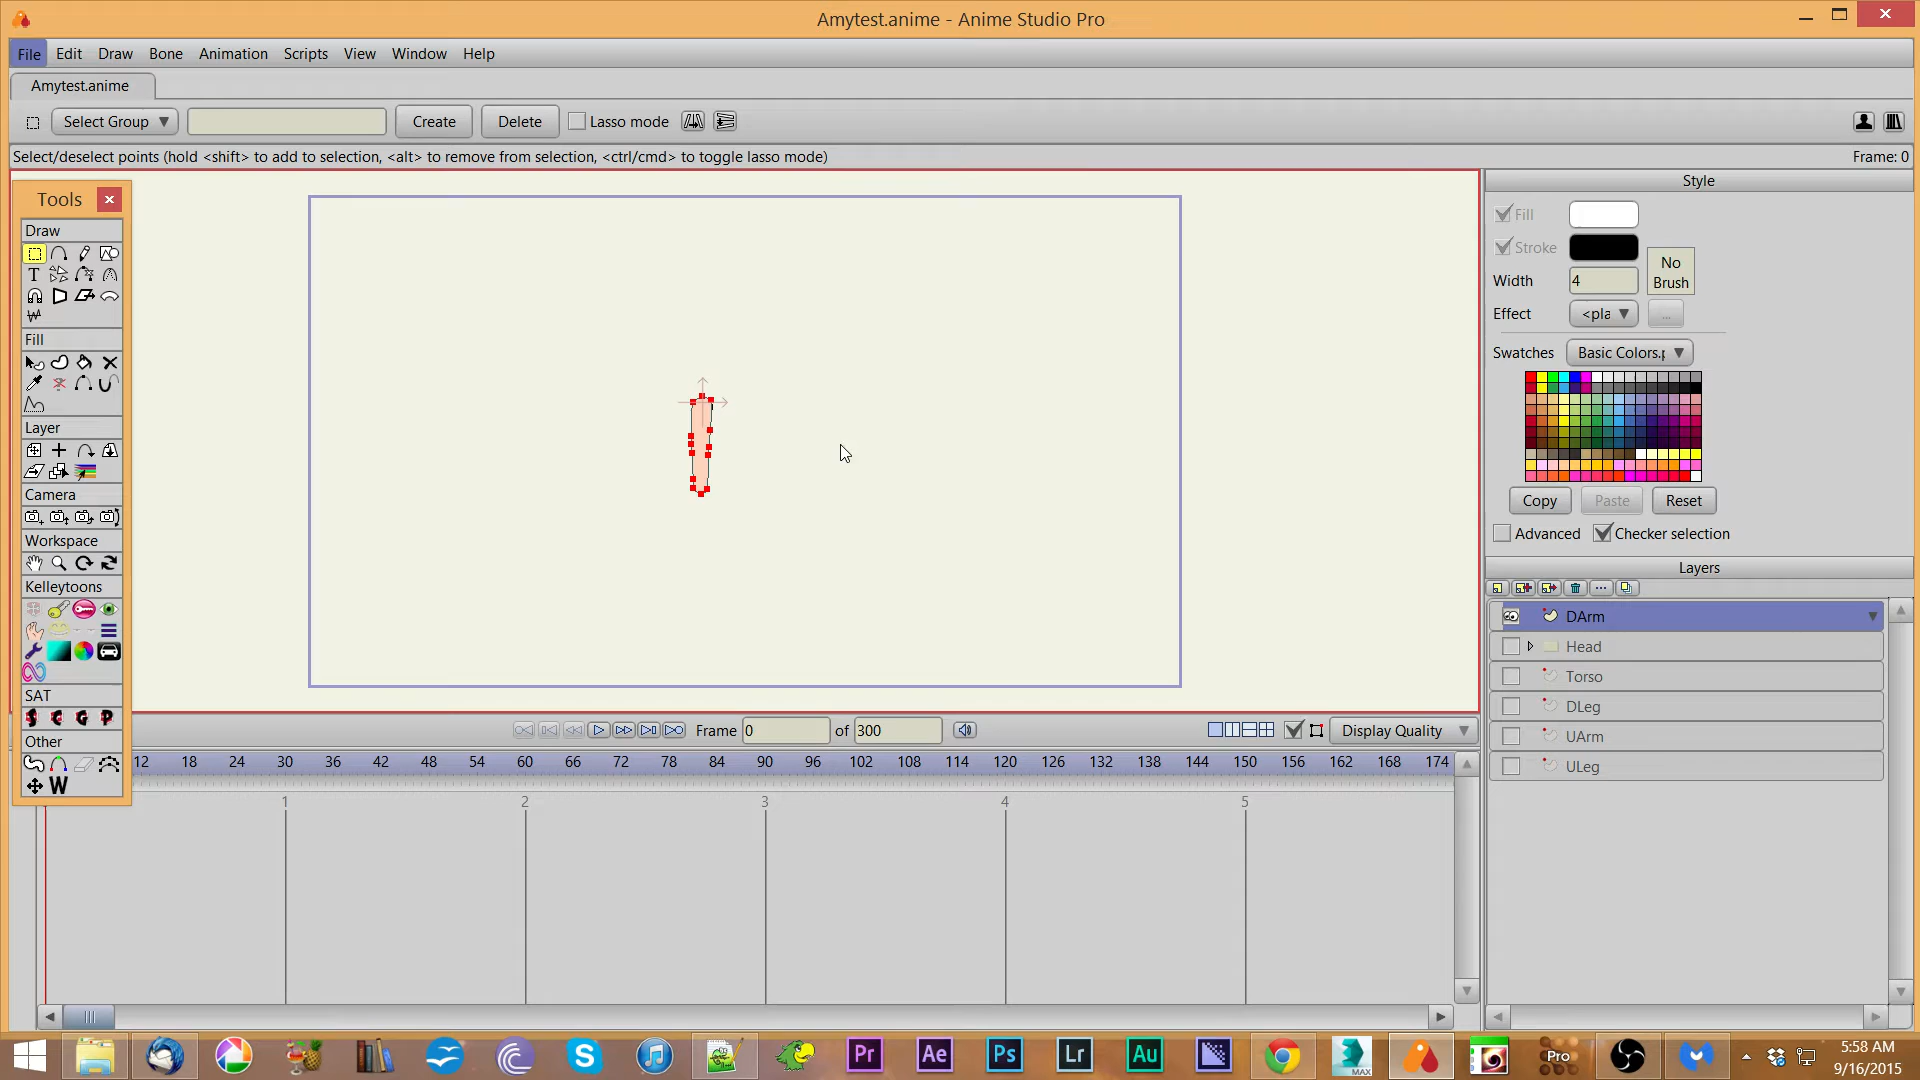 Amytest.anime - Anime Studio Pro
File Edit Draw Bone Animation Scripts View Window Help
Amytest.anime
Select Group Create Delete Lasso mode
Select/deselect points (hold <shift> to add to selection, <alt> to remove from selection, <ctrl/cmd> to toggle lasso mode) Frame: 0
Tools
Draw
T
Fill
Layer
Camera
Workspace
Kelleytoons
SAT
S C G P
Other
W
Style
Fill
Stroke
Width 4
No
Brush
Effect <pla ...
Swatches Basic Colors.p
Copy Paste Reset
Advanced Checker selection
Layers
DArm
Head
Torso
DLeg
UArm
ULeg
Frame 0 of 300 Display Quality
12 18 24 30 36 42 48 54 60 66 72 78 84 90 96 102 108 114 120 126 132 138 144 150 156 162 168 174
1 2 3 4 5
Pr Ae Ps Lr Au MAX Pro
5:58 AM
9/16/2015